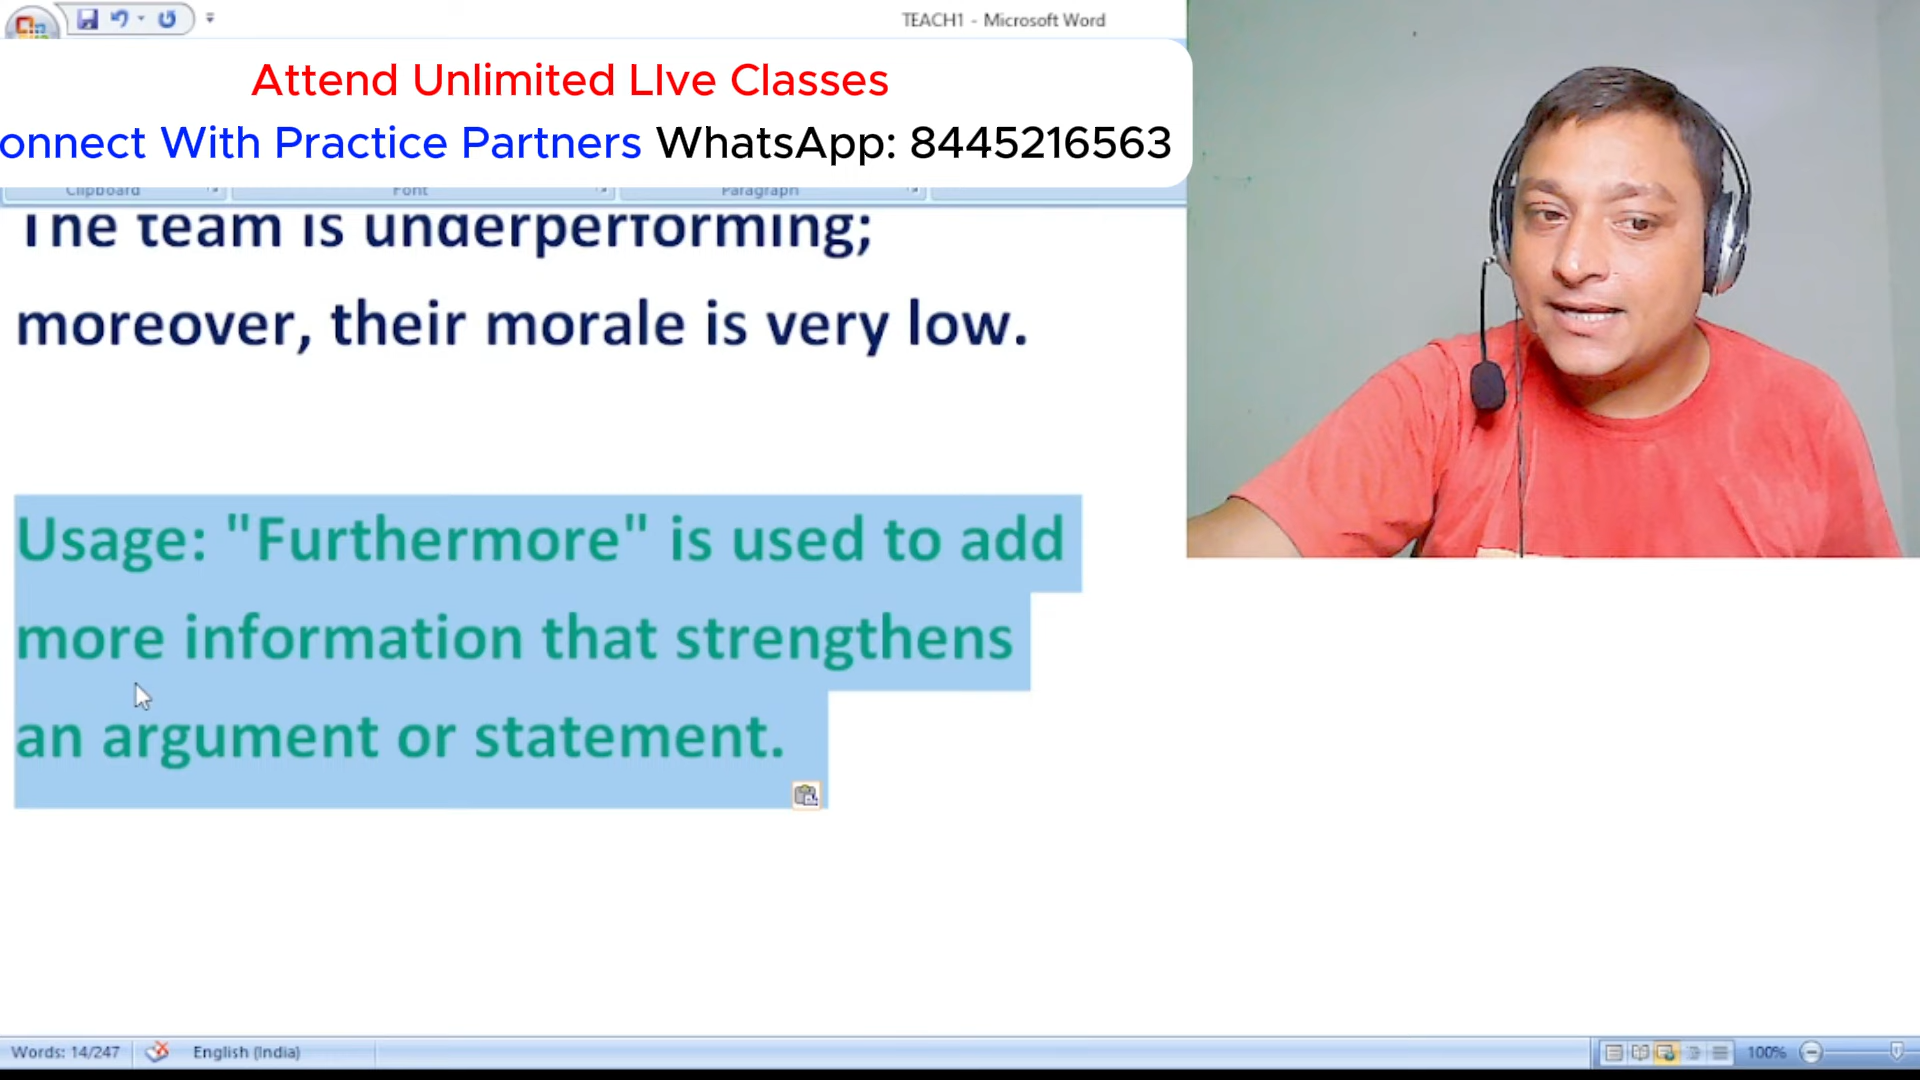 TEACH1 - Microsoft Word
Attend Unlimited LIve Classes
onnect With Practice Partners WhatsApp: 8445216563
Clipboard Font Paragraph
The team is underperforming;
moreover, their morale is very low.
Usage: "Furthermore" is used to add
more information that strengthens
an argument or statement.
Words: 14/247 English (India) 100%